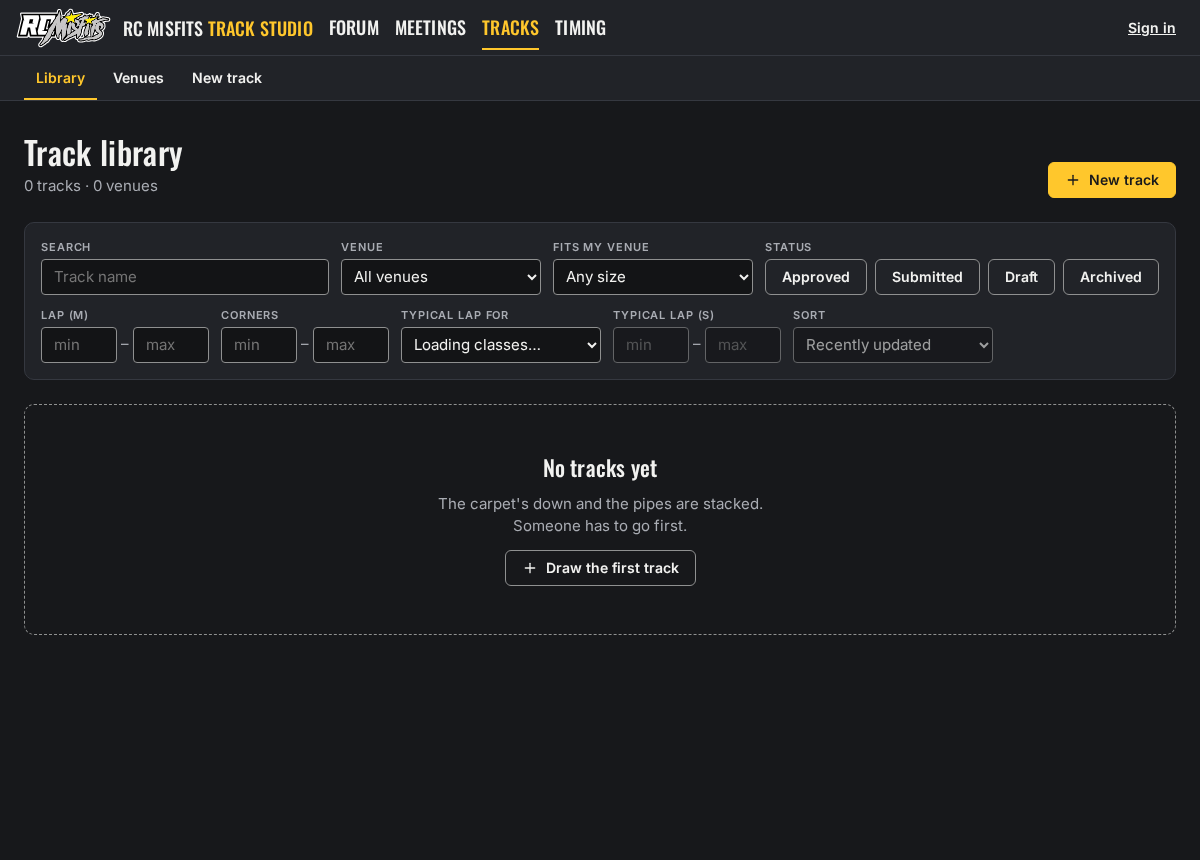 RC Misfits RC MISFITS TRACK STUDIO FORUM MEETINGS TRACKS TIMING Sign in
Library Venues New track
Track library
0 tracks · 0 venues
+ New track
SEARCH VENUE FITS MY VENUE STATUS
Track name All venues Any size Approved Submitted Draft Archived
LAP (M) CORNERS TYPICAL LAP FOR TYPICAL LAP (S) SORT
min – max min – max Loading classes… min – max Recently updated
No tracks yet
The carpet's down and the pipes are stacked.
Someone has to go first.
+ Draw the first track